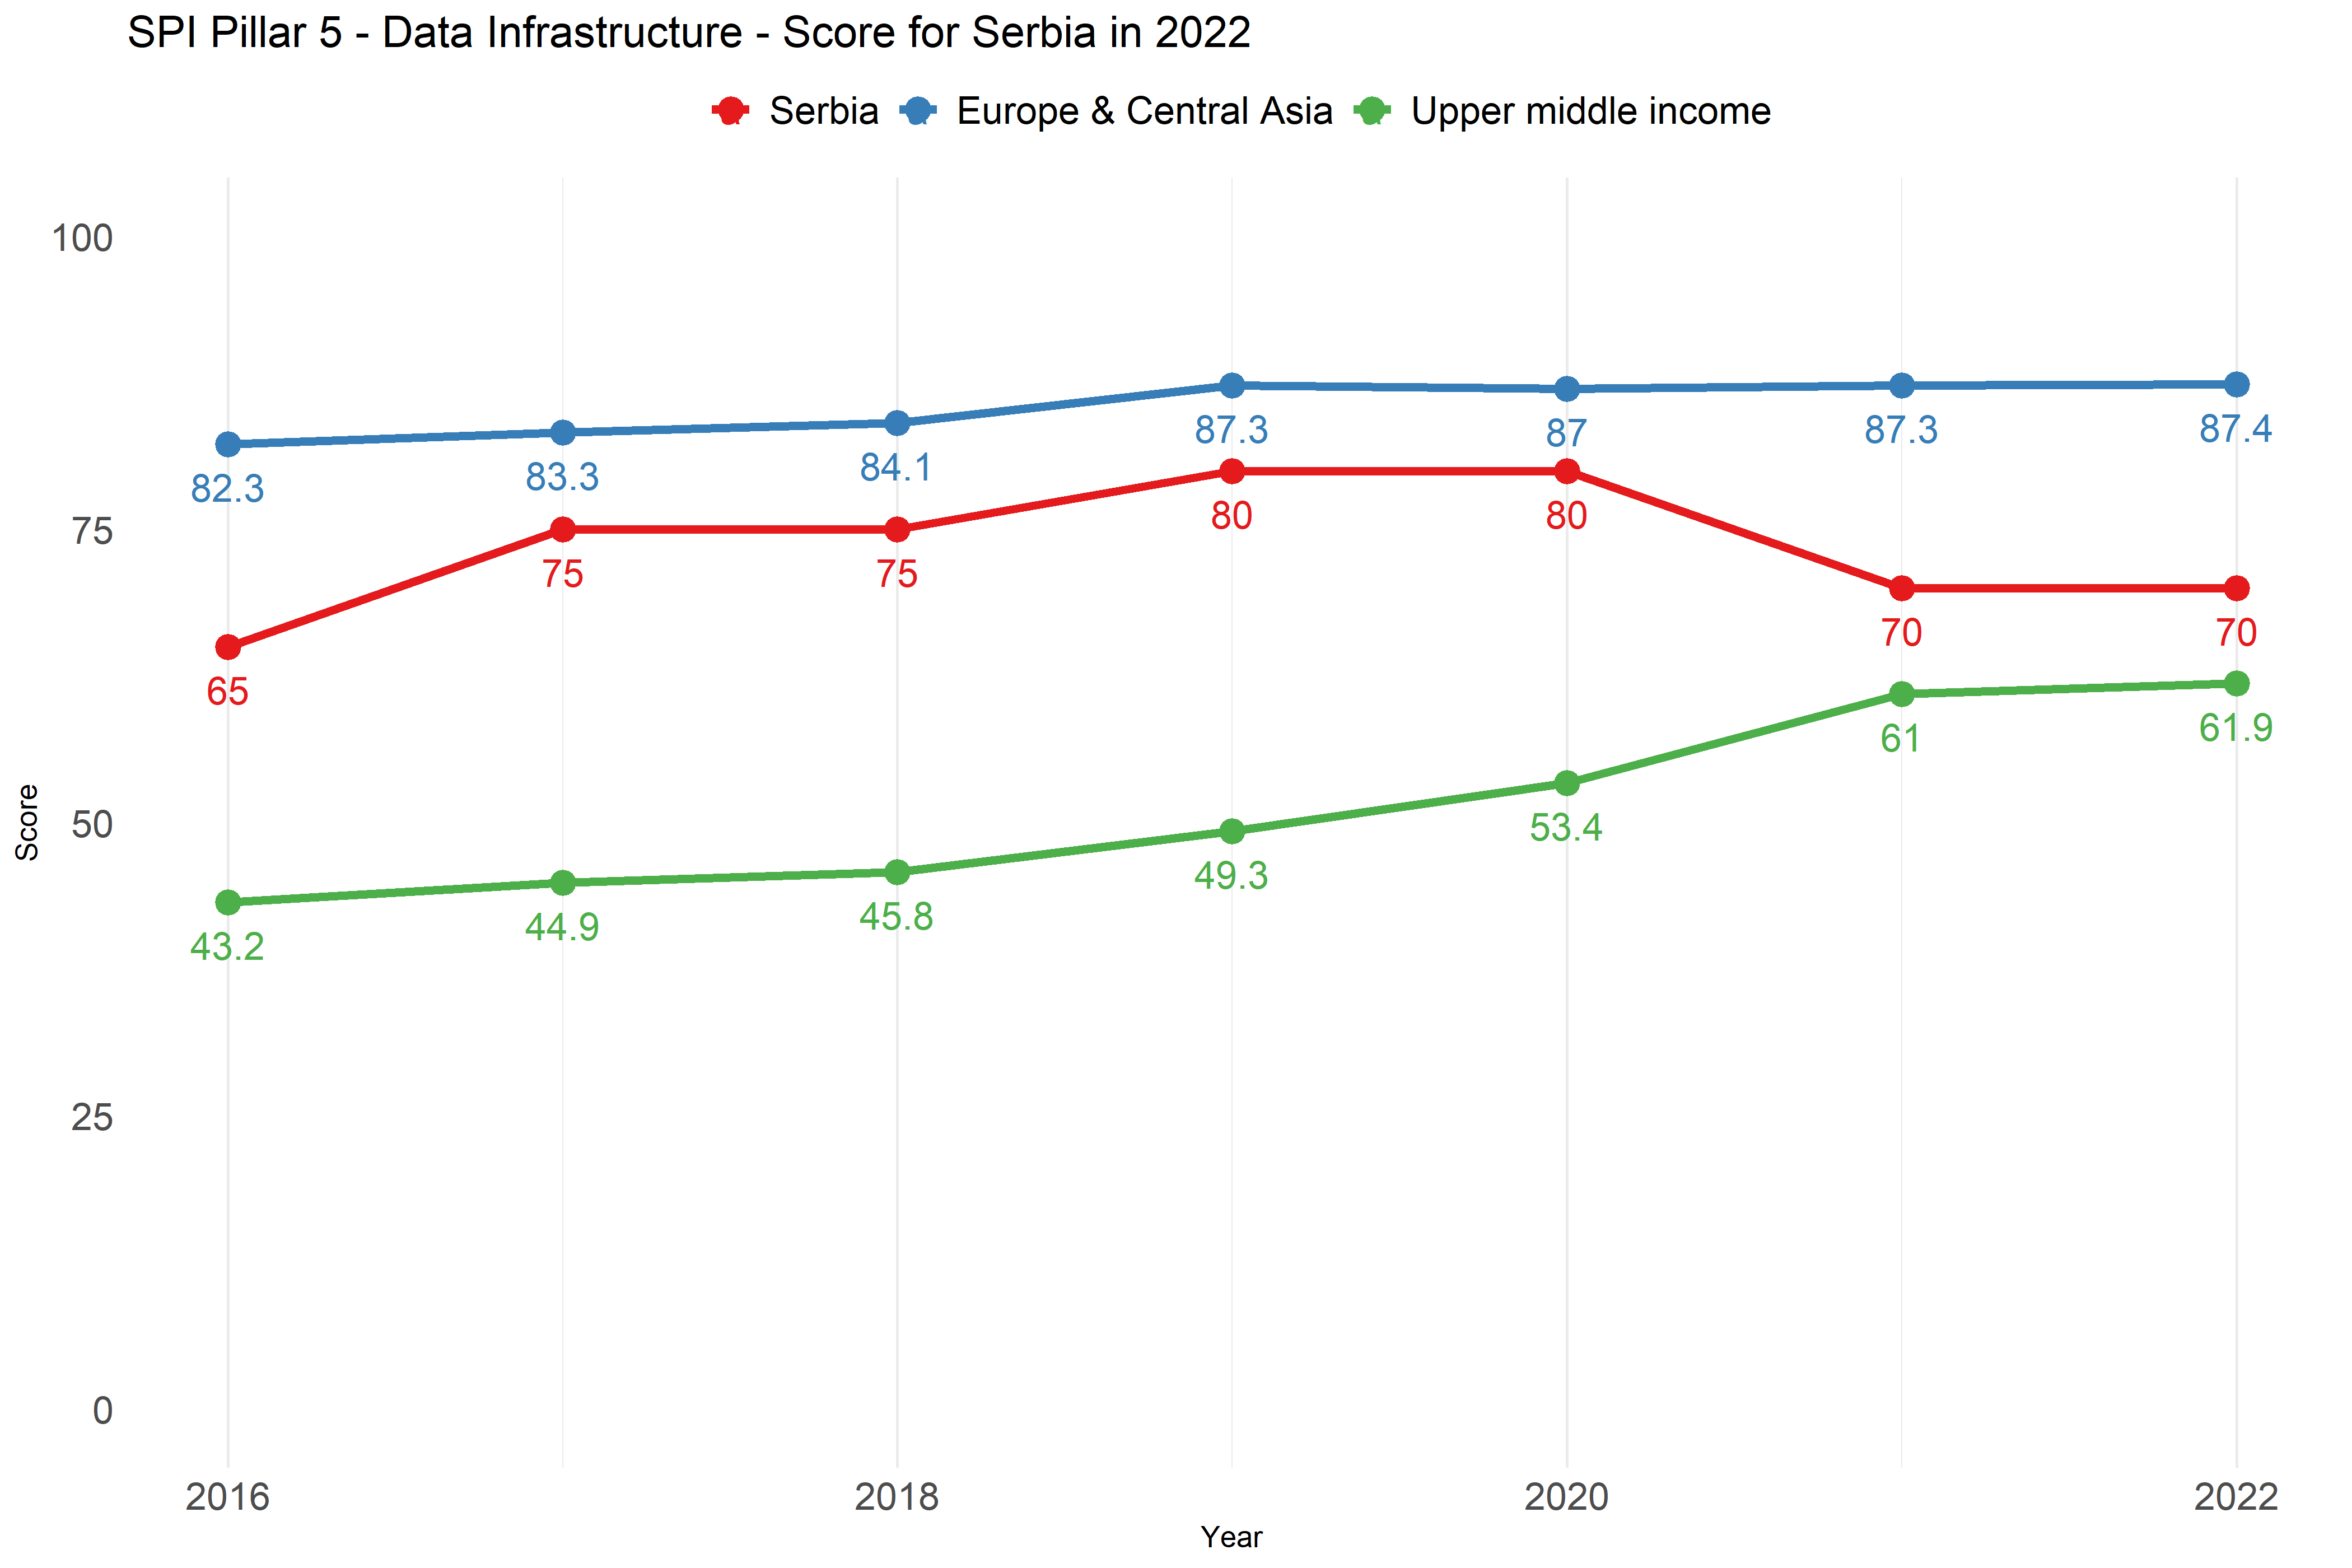 SPI Pillar 5 - Data Infrastructure - Score for Serbia in 2022
Serbia Europe & Central Asia Upper middle income
100
87.3 87 87.3 87.4
82.3 83.3 84.1
75
80 80
75 75
70 70
65
61 61.9
Score
50
53.4
49.3
43.2 44.9 45.8
25
0
2016 2018 2020 2022
Year